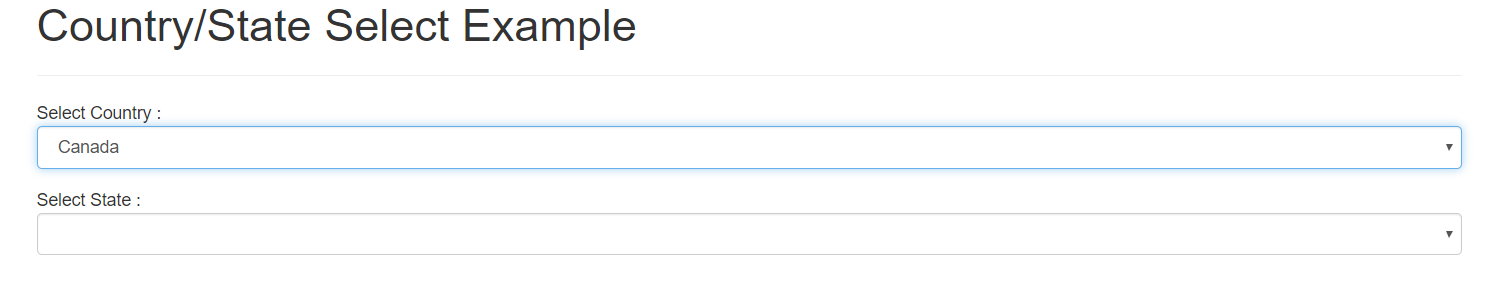 Country/State Select Example
Select Country :
Canada
Select State :